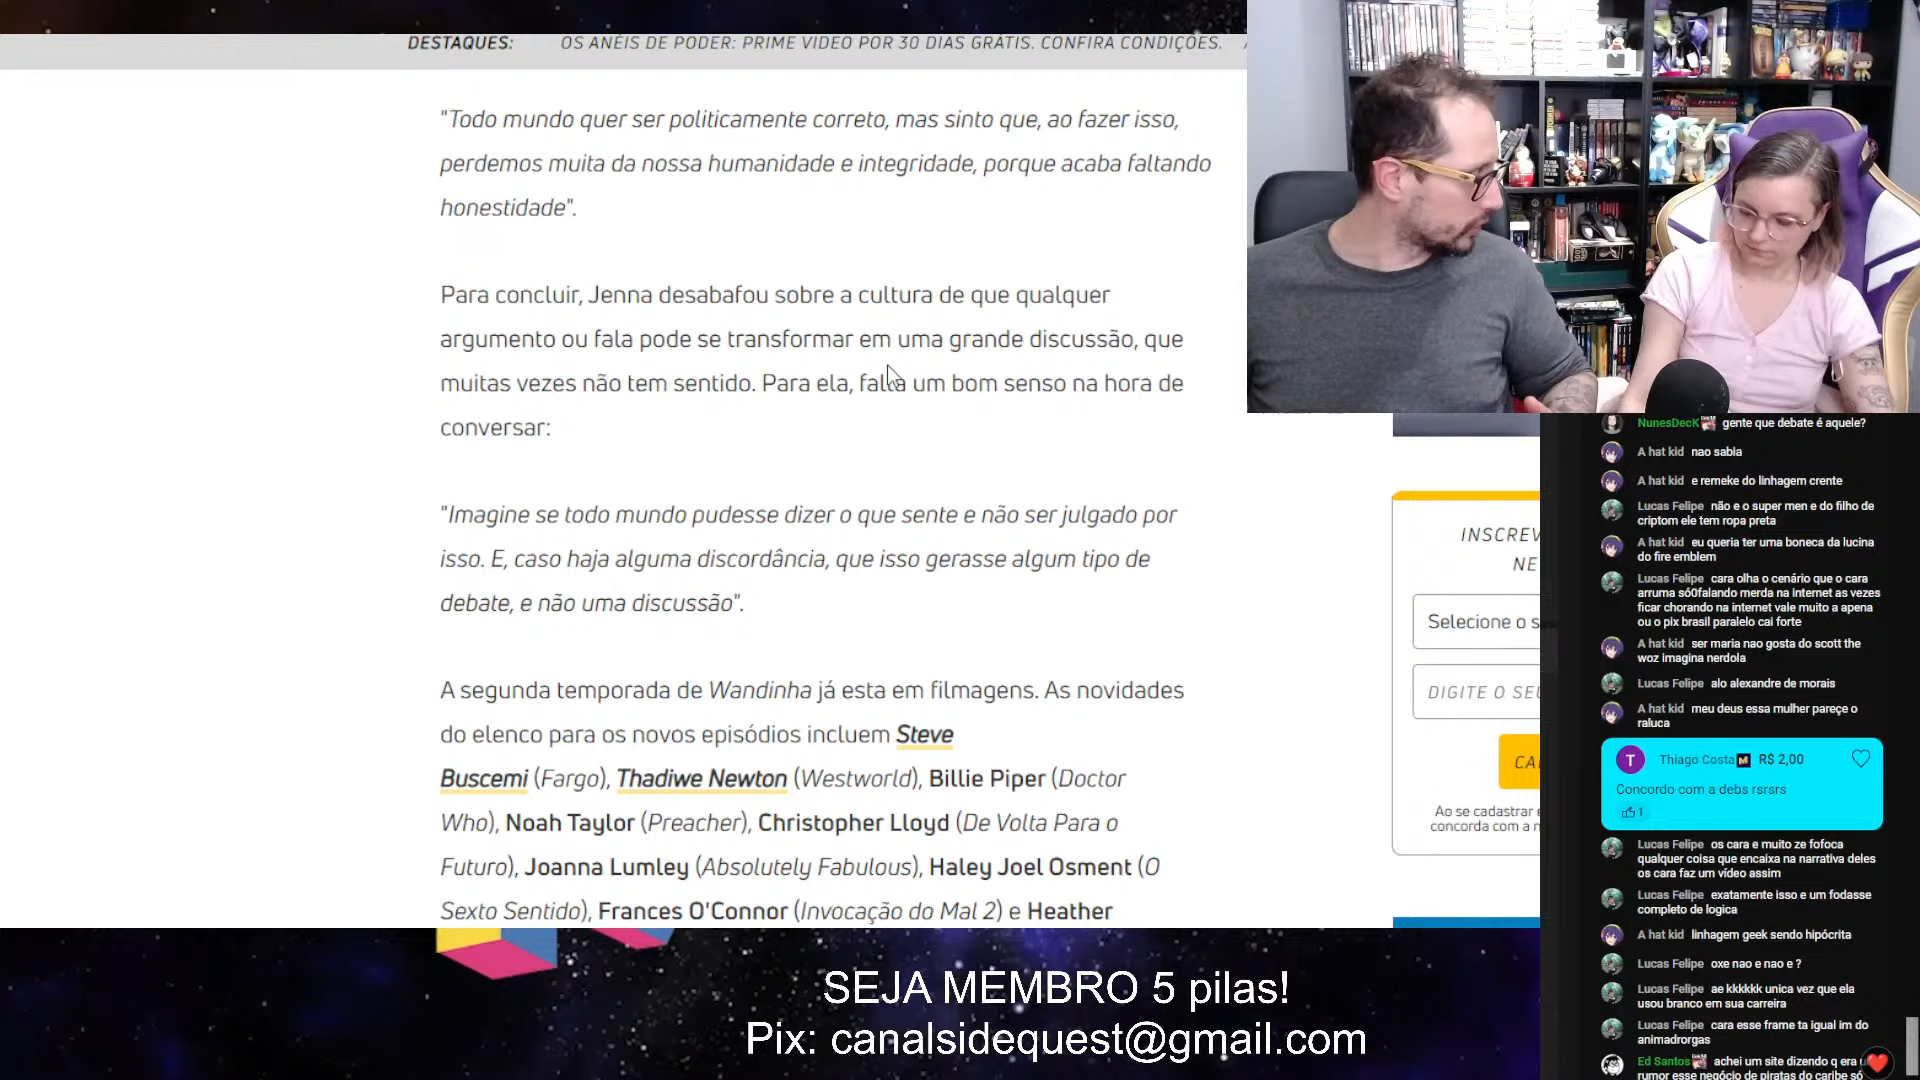 DESTAQUES: OS ANÉIS DE PODER: PRIME VIDEO POR 30 DIAS GRÁTIS. CONFIRA CONDIÇÕES.
"Todo mundo quer ser politicamente correto, mas sinto que, ao fazer isso,
perdemos muita da nossa humanidade e integridade, porque acaba faltando
honestidade".
Para concluir, Jenna desabafou sobre a cultura de que qualquer
argumento ou fala pode se transformar em uma grande discussão, que
muitas vezes não tem sentido. Para ela, falta um bom senso na hora de
conversar:
"Imagine se todo mundo pudesse dizer o que sente e não ser julgado por
isso. E, caso haja alguma discordância, que isso gerasse algum tipo de
debate, e não uma discussão".
A segunda temporada de Wandinha já esta em filmagens. As novidades
do elenco para os novos episódios incluem Steve
Buscemi (Fargo), Thadiwe Newton (Westworld), Billie Piper (Doctor
Who), Noah Taylor (Preacher), Christopher Lloyd (De Volta Para o
Futuro), Joanna Lumley (Absolutely Fabulous), Haley Joel Osment (O
Sexto Sentido), Frances O'Connor (Invocação do Mal 2) e Heather
INSCREV
NE
Selecione o s
DIGITE O SEU
CA
Ao se cadastrar
concorda com a
NunesDecK gente que debate é aquele?
A hat kid nao sabia
A hat kid e remeke do linhagem crente
Lucas Felipe não e o super men e do filho de
criptom ele tem ropa preta
A hat kid eu queria ter uma boneca da lucina
do fire emblem
Lucas Felipe cara olha o cenário que o cara
arruma só0falando merda na internet as vezes
ficar chorando na internet vale muito a apena
ou o pix brasil paralelo cai forte
A hat kid ser maria nao gosta do scott the
woz imagina nerdola
Lucas Felipe alo alexandre de morais
A hat kid meu deus essa mulher pareçe o
raluca
T Thiago Costa R$ 2,00
Concordo com a debs rsrsrs
1
Lucas Felipe os cara e muito ze fofoca
qualquer coisa que encaixa na narrativa deles
os cara faz um vídeo assim
Lucas Felipe exatamente isso e um fodasse
completo de logica
A hat kid linhagem geek sendo hipócrita
Lucas Felipe oxe nao e nao e ?
Lucas Felipe ae kkkkkk unica vez que ela
usou branco em sua carreira
Lucas Felipe cara esse frame ta igual im do
animadrorgas
Ed Santos achei um site dizendo q era
rumor esse negócio de piratas do caribe só
SEJA MEMBRO 5 pilas!
Pix: canalsidequest@gmail.com